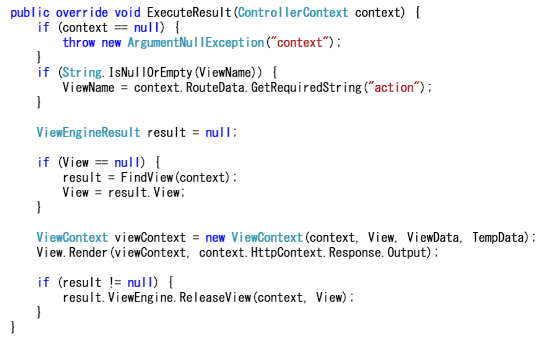 public override void ExecuteResult(ControllerContext context) {
    if (context == null) {
        throw new ArgumentNullException("context");
    }
    if (String.IsNullOrEmpty(ViewName)) {
        ViewName = context.RouteData.GetRequiredString("action");
    }

    ViewEngineResult result = null;

    if (View == null) {
        result = FindView(context);
        View = result.View;
    }

    ViewContext viewContext = new ViewContext(context, View, ViewData, TempData);
    View.Render(viewContext, context.HttpContext.Response.Output);

    if (result != null) {
        result.ViewEngine.ReleaseView(context, View);
    }
}